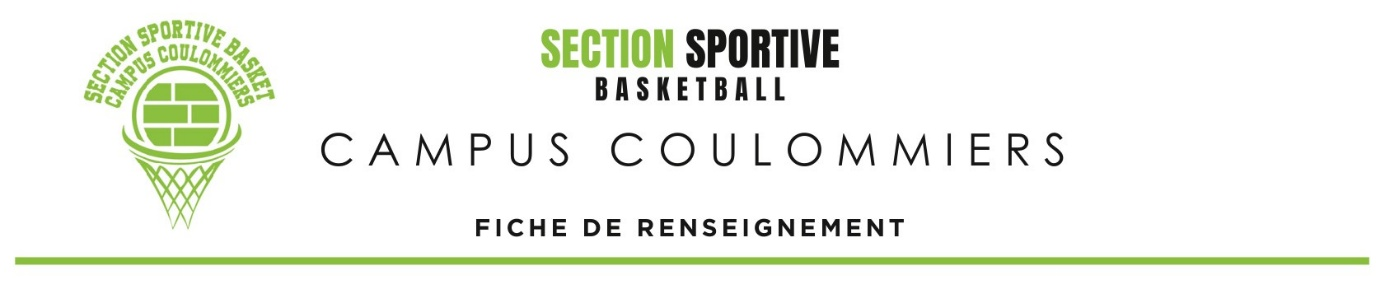 SECTION SPORTIVE BASKET
CAMPUS COULOMMIERS
SECTION SPORTIVE
BASKETBALL
CAMPUS COULOMMIERS
FICHE DE RENSEIGNEMENT